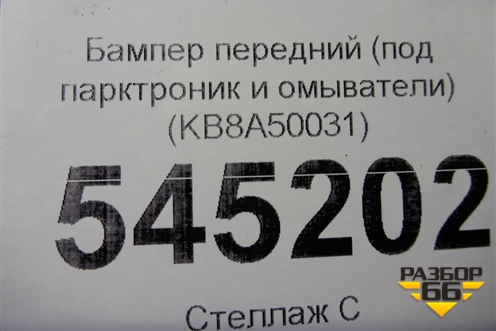 Бампер передний (под
парктроник и омыватели)
(KB8A50031)
545202
Стеллаж С
РАЗБОР
66